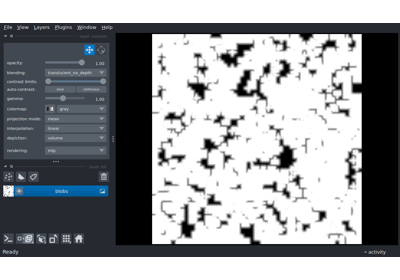 File View Layers Plugins Window Help
opacity: 1.00
blending: translucent_no_depth
contrast limits:
auto-contrast: once continuous
gamma: 1.00
colormap: gray
projection mode: mean
interpolation: linear
depiction: volume
rendering: mip
blobs
Ready
activity